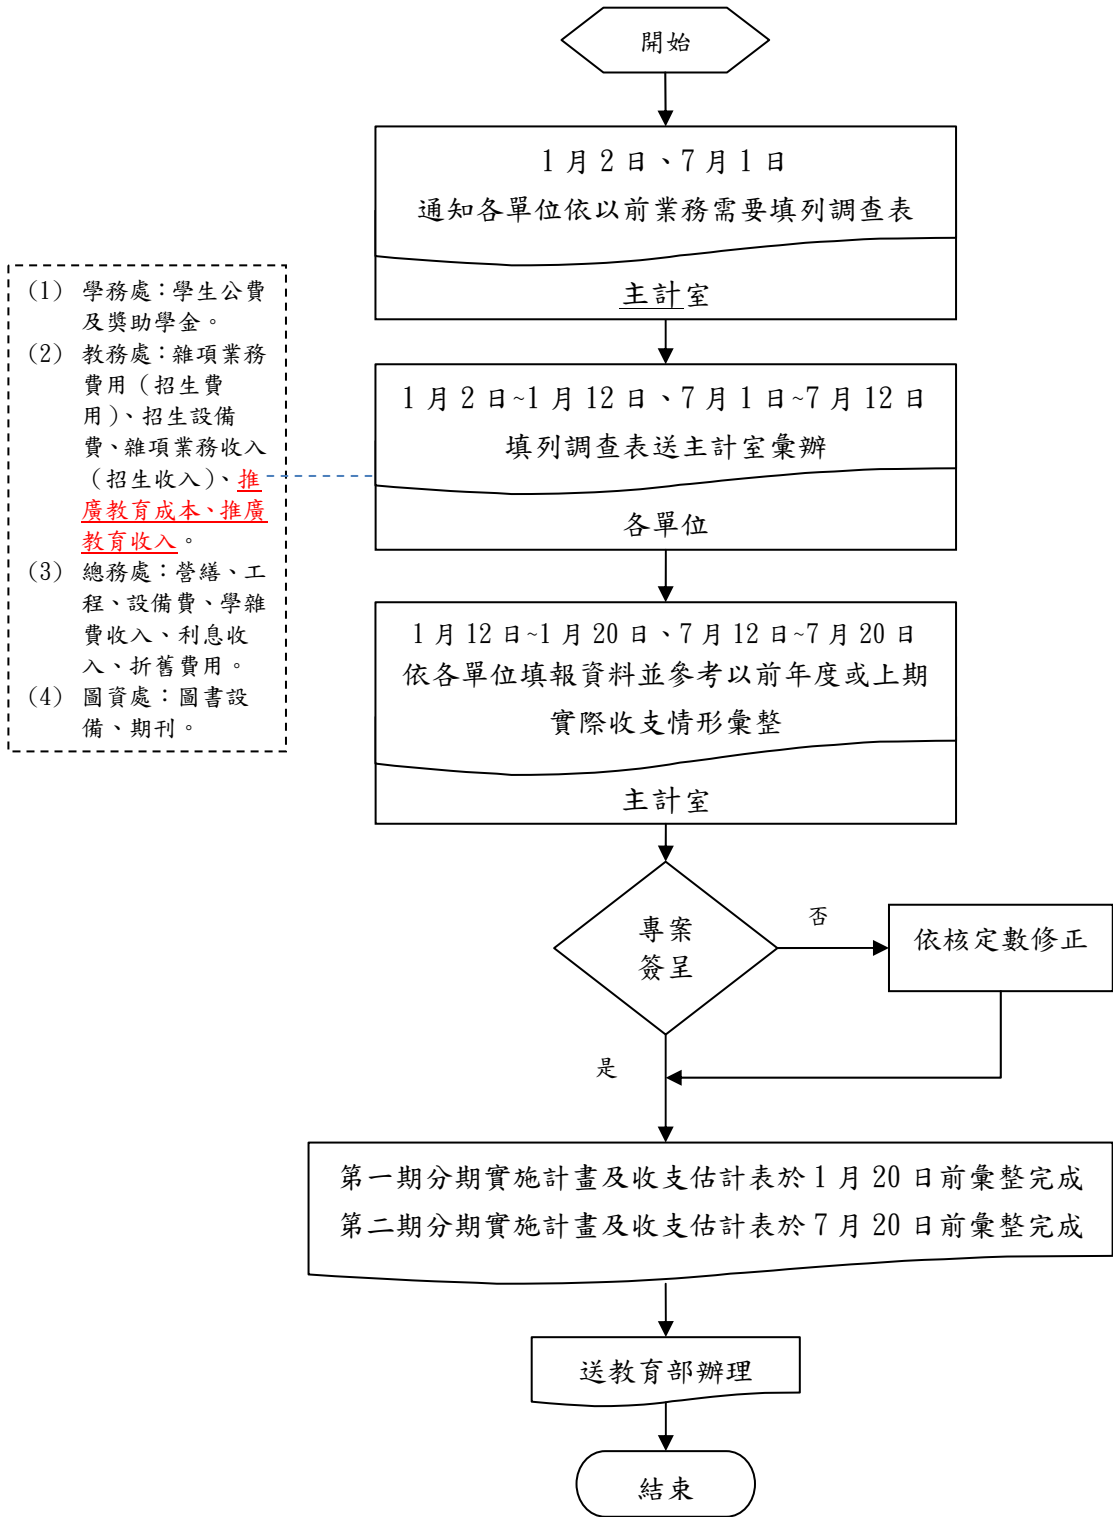 開始
1月2日、7月1日
通知各單位依以前業務需要填列調查表
主計室
(1) 學務處：學生公費
及獎助學金。
(2) 教務處：雜項業務
費用（招生費
用）、招生設備
費、雜項業務收入
（招生收入）、推
廣教育成本、推廣
教育收入。
(3) 總務處：營繕、工
程、設備費、學雜
費收入、利息收
入、折舊費用。
(4) 圖資處：圖書設
備、期刊。
1月2日~1月12日、7月1日~7月12日
填列調查表送主計室彙辦
各單位
1月12日~1月20日、7月12日~7月20日
依各單位填報資料並參考以前年度或上期
實際收支情形彙整
主計室
專案
簽呈
否
依核定數修正
是
第一期分期實施計畫及收支估計表於1月20日前彙整完成
第二期分期實施計畫及收支估計表於7月20日前彙整完成
送教育部辦理
結束